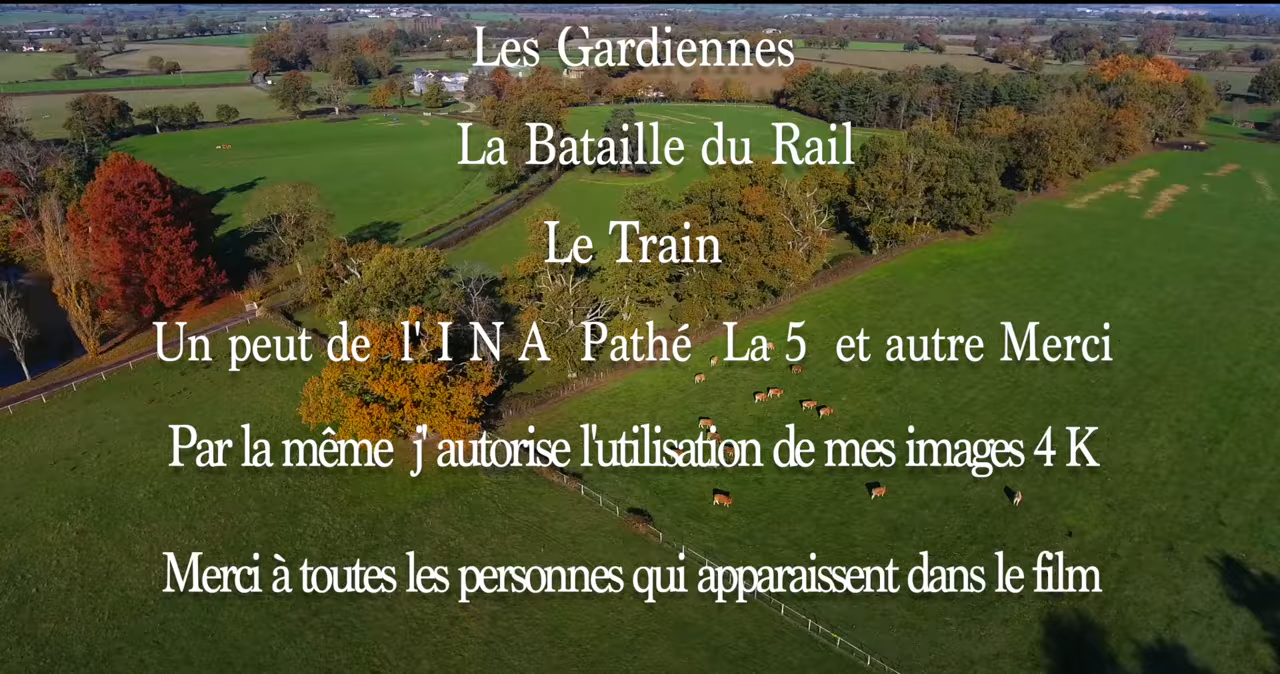 Les Gardiennes
La Bataille du Rail
Le Train
Un peut de l' I N A Pathé La 5 et autre Merci
Par la même j' autorise l'utilisation de mes images 4 K
Merci à toutes les personnes qui apparaissent dans le film